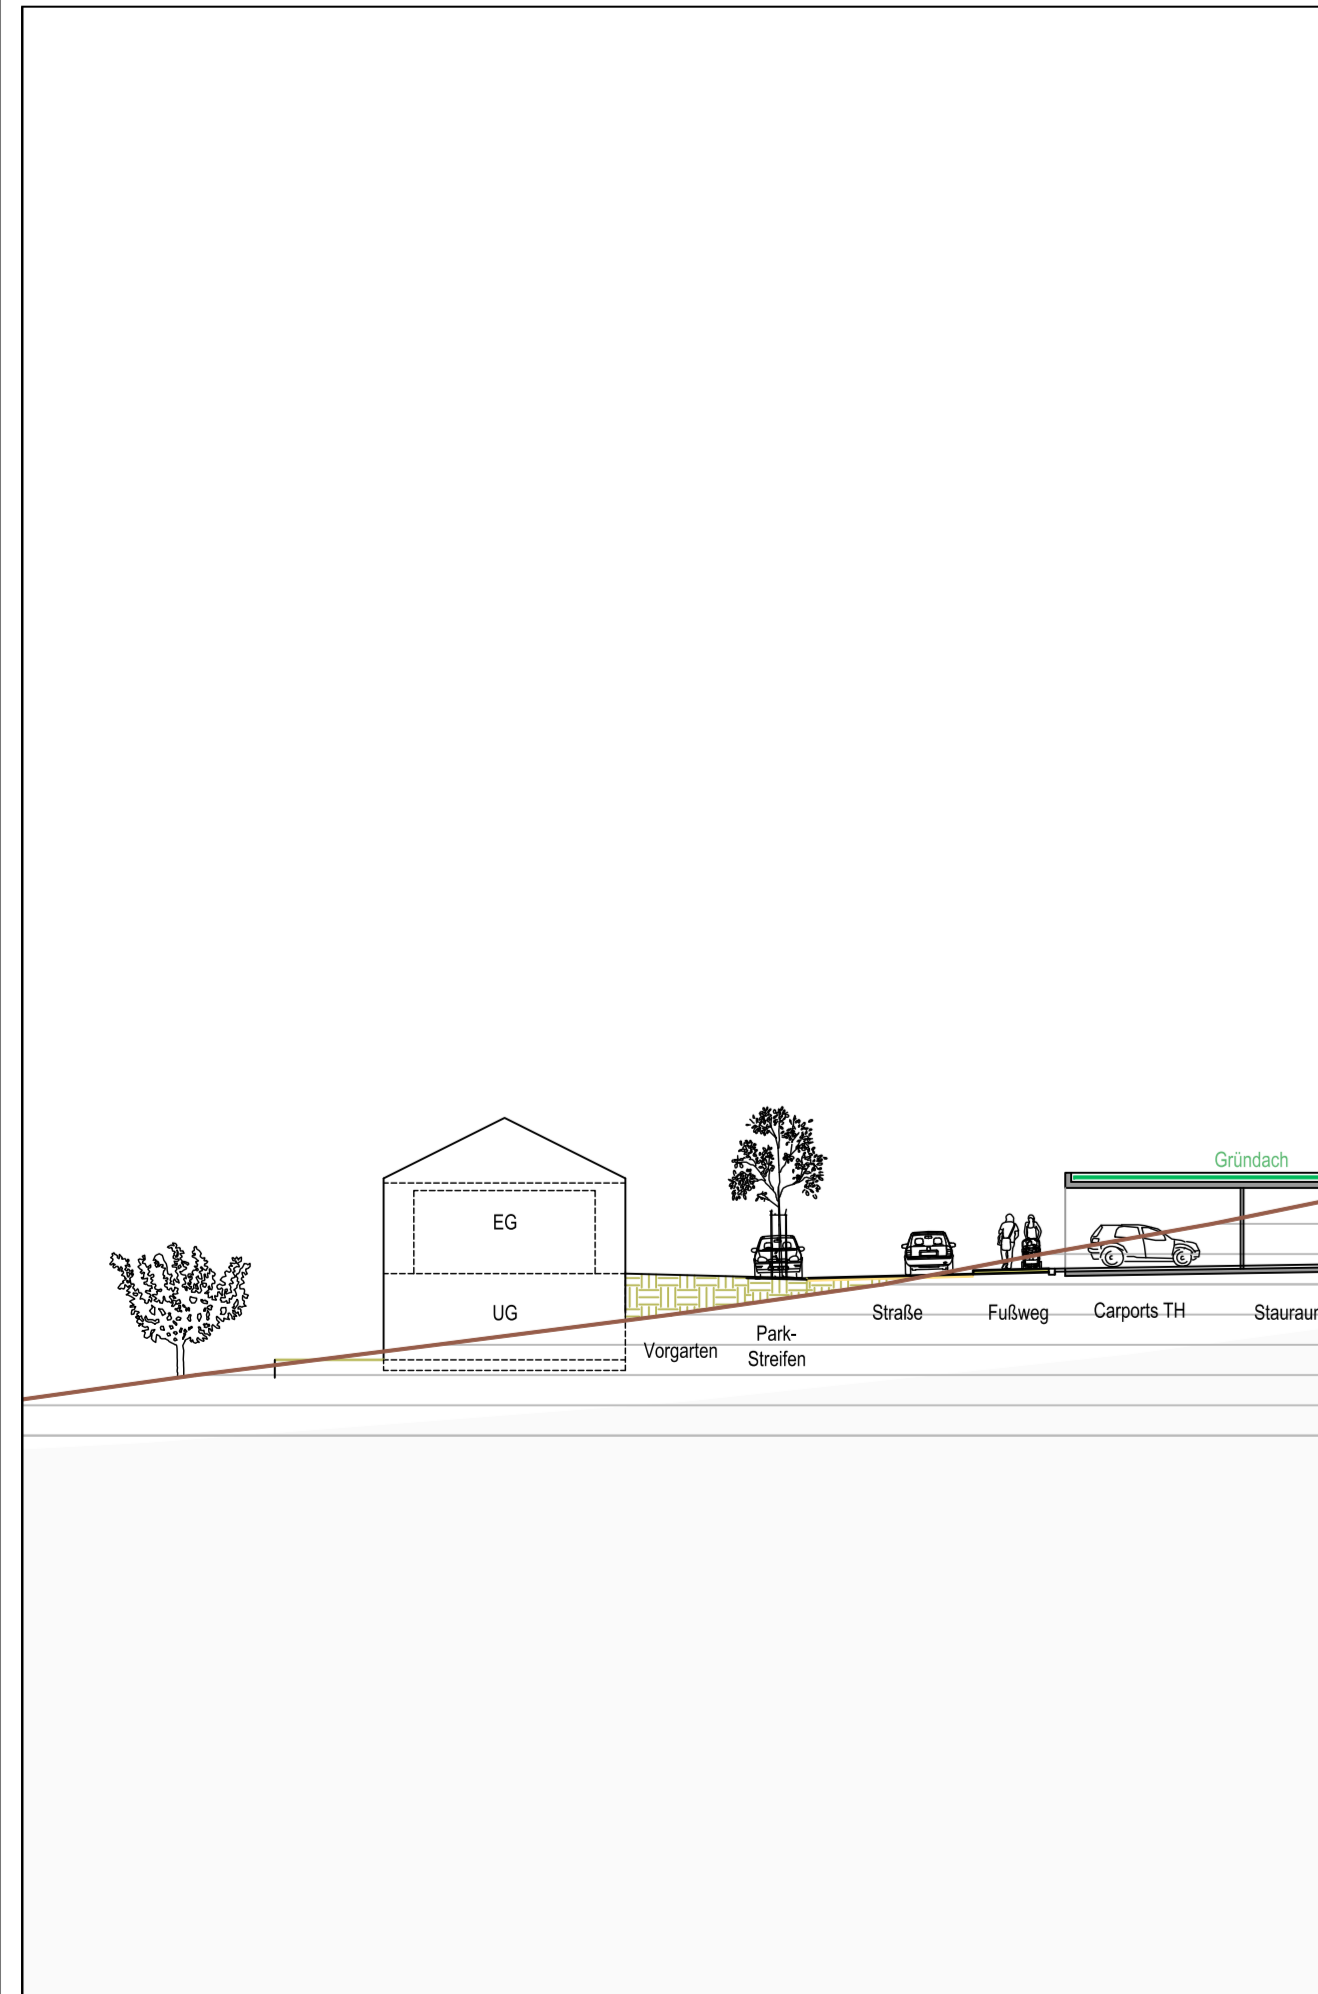 Gründach
EG
UG
Vorgarten
Park-
Streifen
Straße
Fußweg
Carports TH